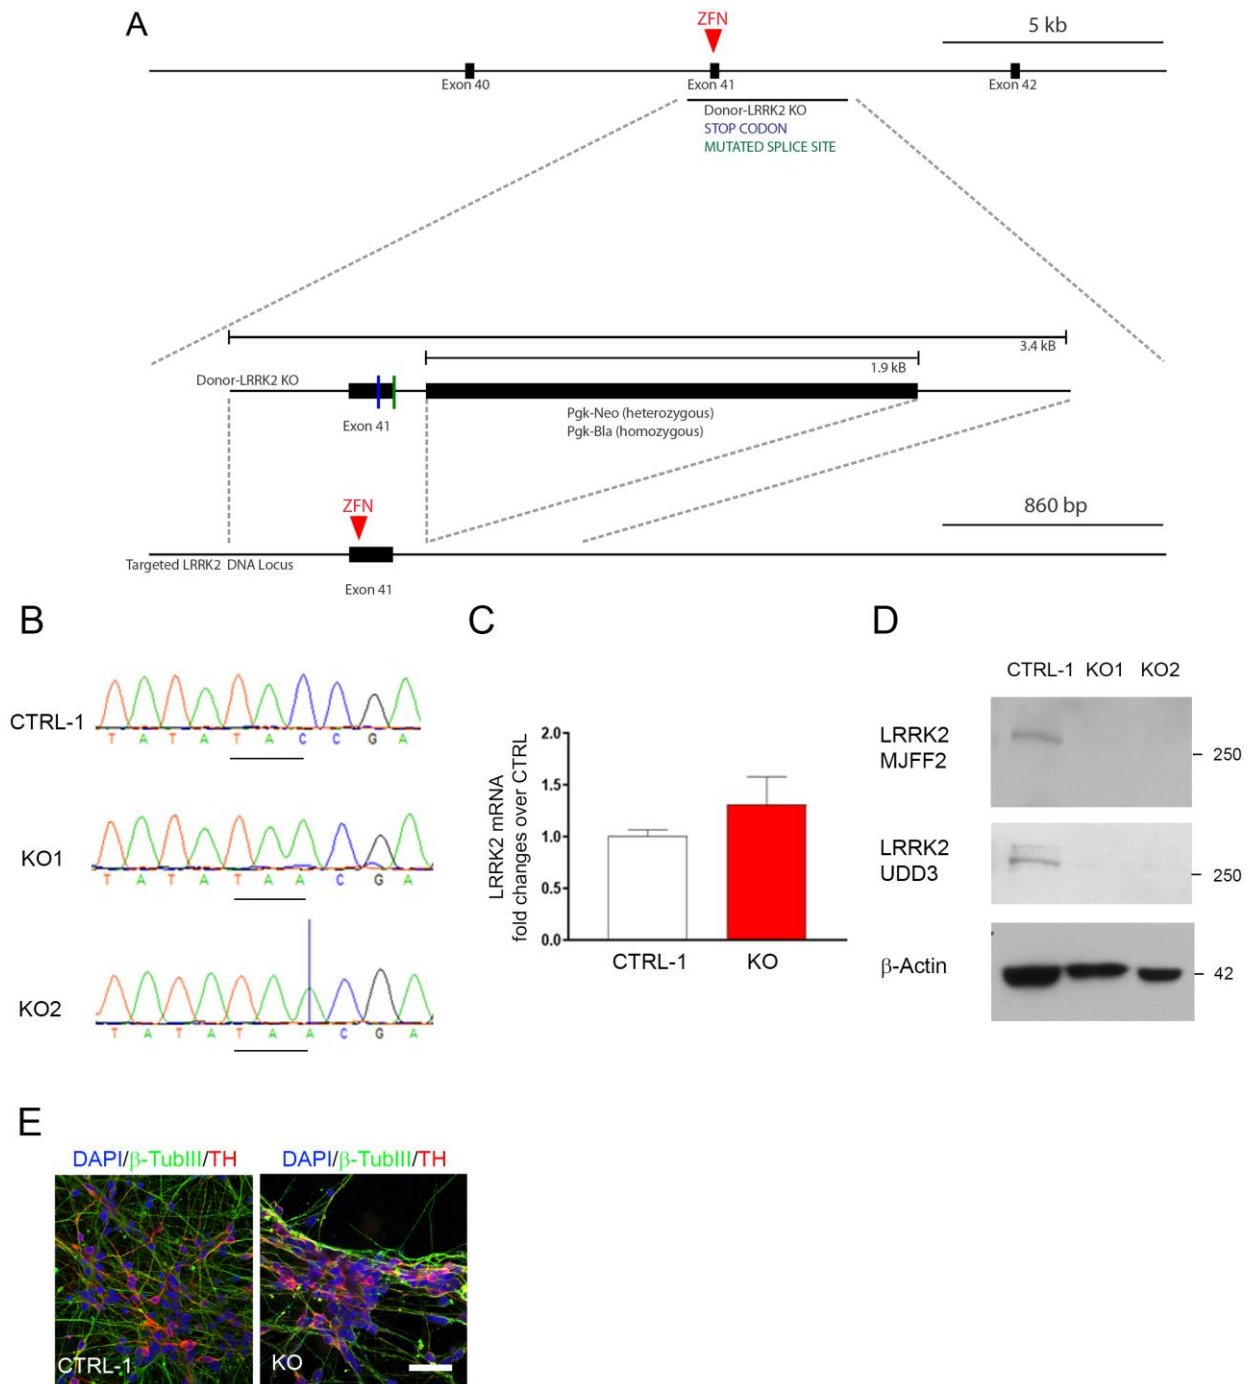 A
ZFN
5 kb
Exon 40
Exon 41
Exon 42
Donor-LRRK2 KO
STOP CODON
MUTATED SPLICE SITE
3.4 kB
1.9 kB
Donor-LRRK2 KO
Exon 41
Pgk-Neo (heterozygous)
Pgk-Bla (homozygous)
ZFN
860 bp
Targeted LRRK2 DNA Locus
Exon 41
B
CTRL-1
T A T A T A C C G A
KO1
T A T A T A A C G A
KO2
T A T A T A A C G A
C
LRRK2 mRNA
fold changes over CTRL
2.0
1.5
1.0
0.5
0.0
CTRL-1 KO
D
CTRL-1 KO1 KO2
LRRK2
MJFF2
250
LRRK2
UDD3
250
β-Actin
42
E
DAPI/β-TubIII/TH
CTRL-1
DAPI/β-TubIII/TH
KO